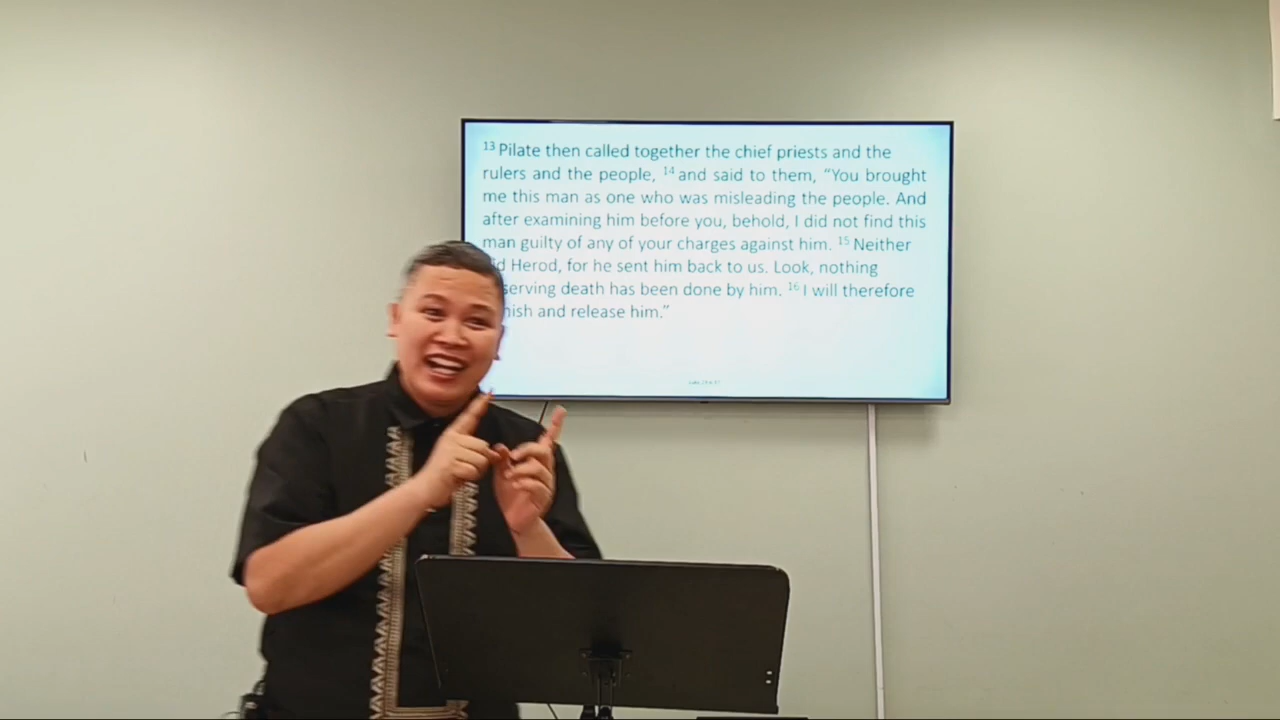 13 Pilate then called together the chief priests and the
rulers and the people, 14 and said to them, “You brought
me this man as one who was misleading the people. And
after examining him before you, behold, I did not find this
man guilty of any of your charges against him. 15 Neither
Herod, for he sent him back to us. Look, nothing
death has been done by him. 16 I will therefore
and release him.”